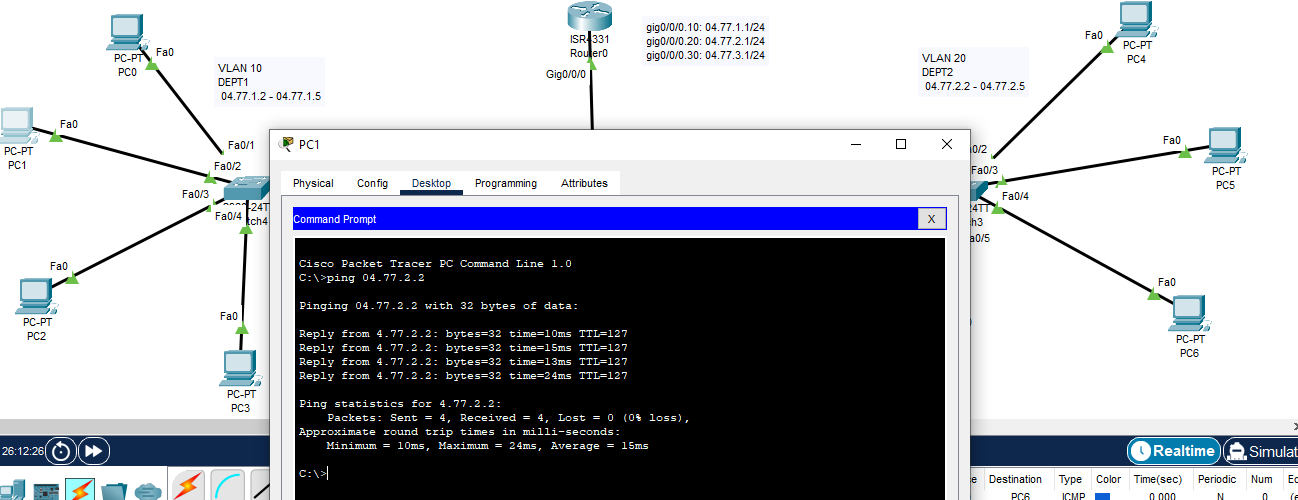 PC-PT
PC0
Fa0
VLAN 10
DEPT1
04.77.1.2 - 04.77.1.5
Router0
Gig0/0/0
gig0/0/0.10: 04.77.1.1/24
gig0/0/0.20: 04.77.2.1/24
gig0/0/0.30: 04.77.3.1/24
VLAN 20
DEPT2
04.77.2.2 - 04.77.2.5
Fa0
PC-PT
PC4
Fa0
PC-PT
PC1
Fa0/1
Fa0/2
Fa0/3
Fa0/4
Fa0
PC-PT
PC2
Fa0
PC-PT
PC3
PC1
Physical
Config
Desktop
Programming
Attributes
Command Prompt
X
Cisco Packet Tracer PC Command Line 1.0
C:\>ping 04.77.2.2
Pinging 04.77.2.2 with 32 bytes of data:
Reply from 4.77.2.2: bytes=32 time=10ms TTL=127
Reply from 4.77.2.2: bytes=32 time=15ms TTL=127
Reply from 4.77.2.2: bytes=32 time=13ms TTL=127
Reply from 4.77.2.2: bytes=32 time=24ms TTL=127
Ping statistics for 4.77.2.2:
Packets: Sent = 4, Received = 4, Lost = 0 (0% loss),
Approximate round trip times in milli-seconds:
Minimum = 10ms, Maximum = 24ms, Average = 15ms
C:\>
a0/2
Fa0/3
Fa0/4
a0/5
Fa0
PC-PT
PC5
Fa0
PC-PT
PC6
26:12:26
Realtime
Simulat
Destination Type Color Time(sec) Periodic Num
PC6 ICMP 0.000 N 0